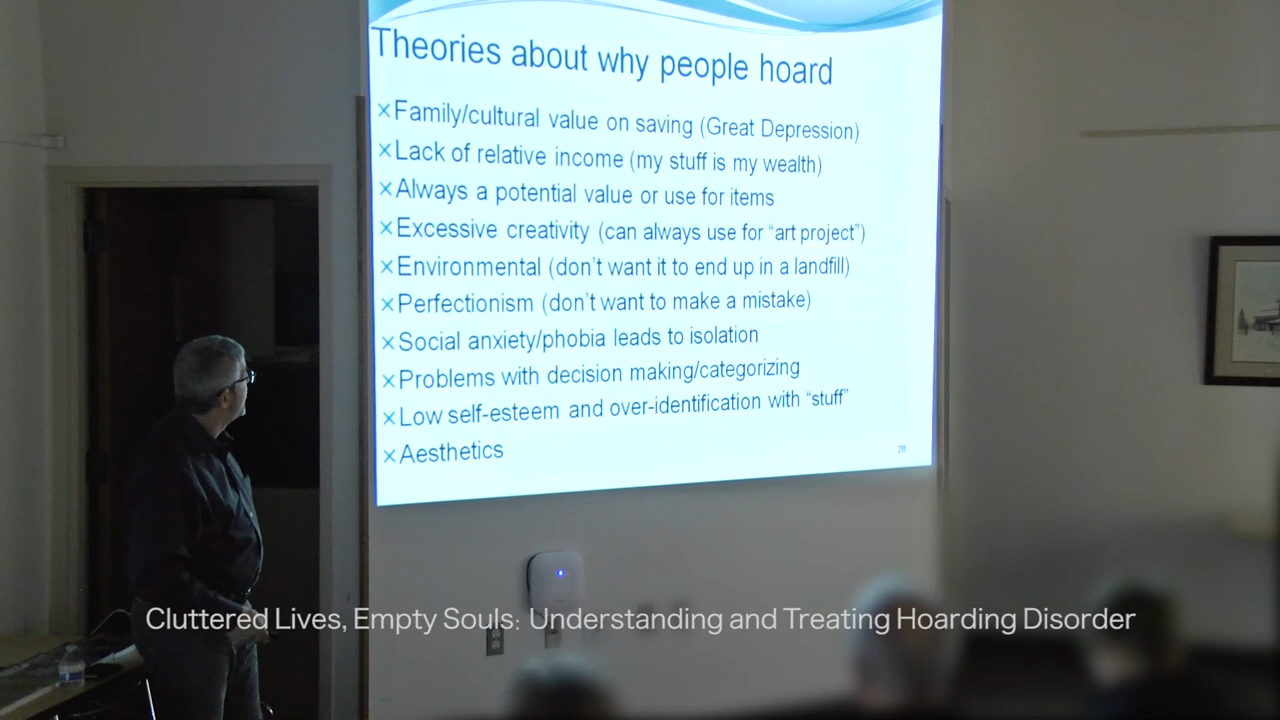 Theories about why people hoard
×Family/cultural value on saving (Great Depression)
×Lack of relative income (my stuff is my wealth)
×Always a potential value or use for items
×Excessive creativity (can always use for “art project”)
×Environmental (don’t want it to end up in a landfill)
×Perfectionism (don’t want to make a mistake)
×Social anxiety/phobia leads to isolation
×Problems with decision making/categorizing
×Low self-esteem and over-identification with “stuff”
×Aesthetics
28
Cluttered Lives, Empty Souls: Understanding and Treating Hoarding Disorder